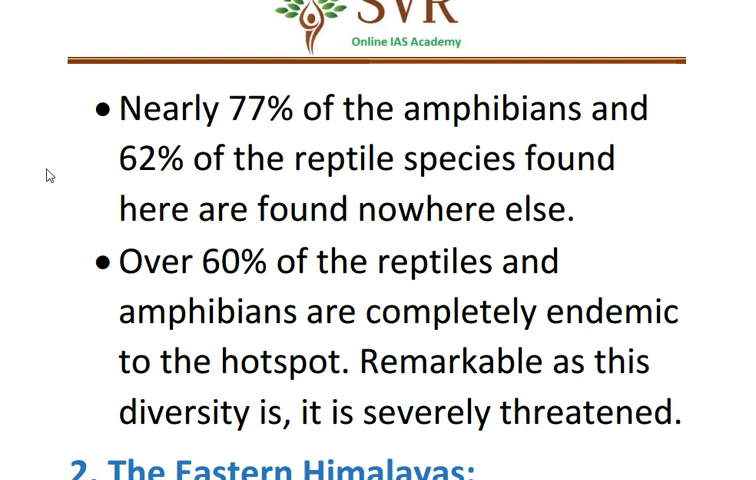 SVR
Online IAS Academy
• Nearly 77% of the amphibians and
62% of the reptile species found
here are found nowhere else.
• Over 60% of the reptiles and
amphibians are completely endemic
to the hotspot. Remarkable as this
diversity is, it is severely threatened.
2. The Eastern Himalayas: